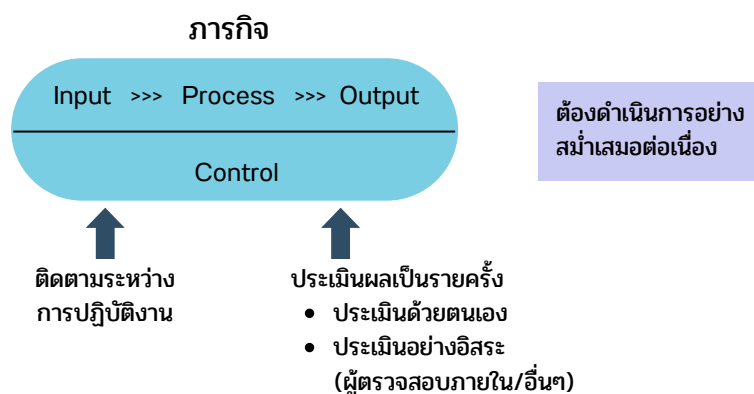 ภารกิจ
Input >>> Process >>> Output
Control
ต้องดำเนินการอย่าง
สม่ำเสมอต่อเนื่อง
ติดตามระหว่าง
การปฏิบัติงาน
ประเมินผลเป็นรายครั้ง
• ประเมินด้วยตนเอง
• ประเมินอย่างอิสระ
(ผู้ตรวจสอบภายใน/อื่นๆ)